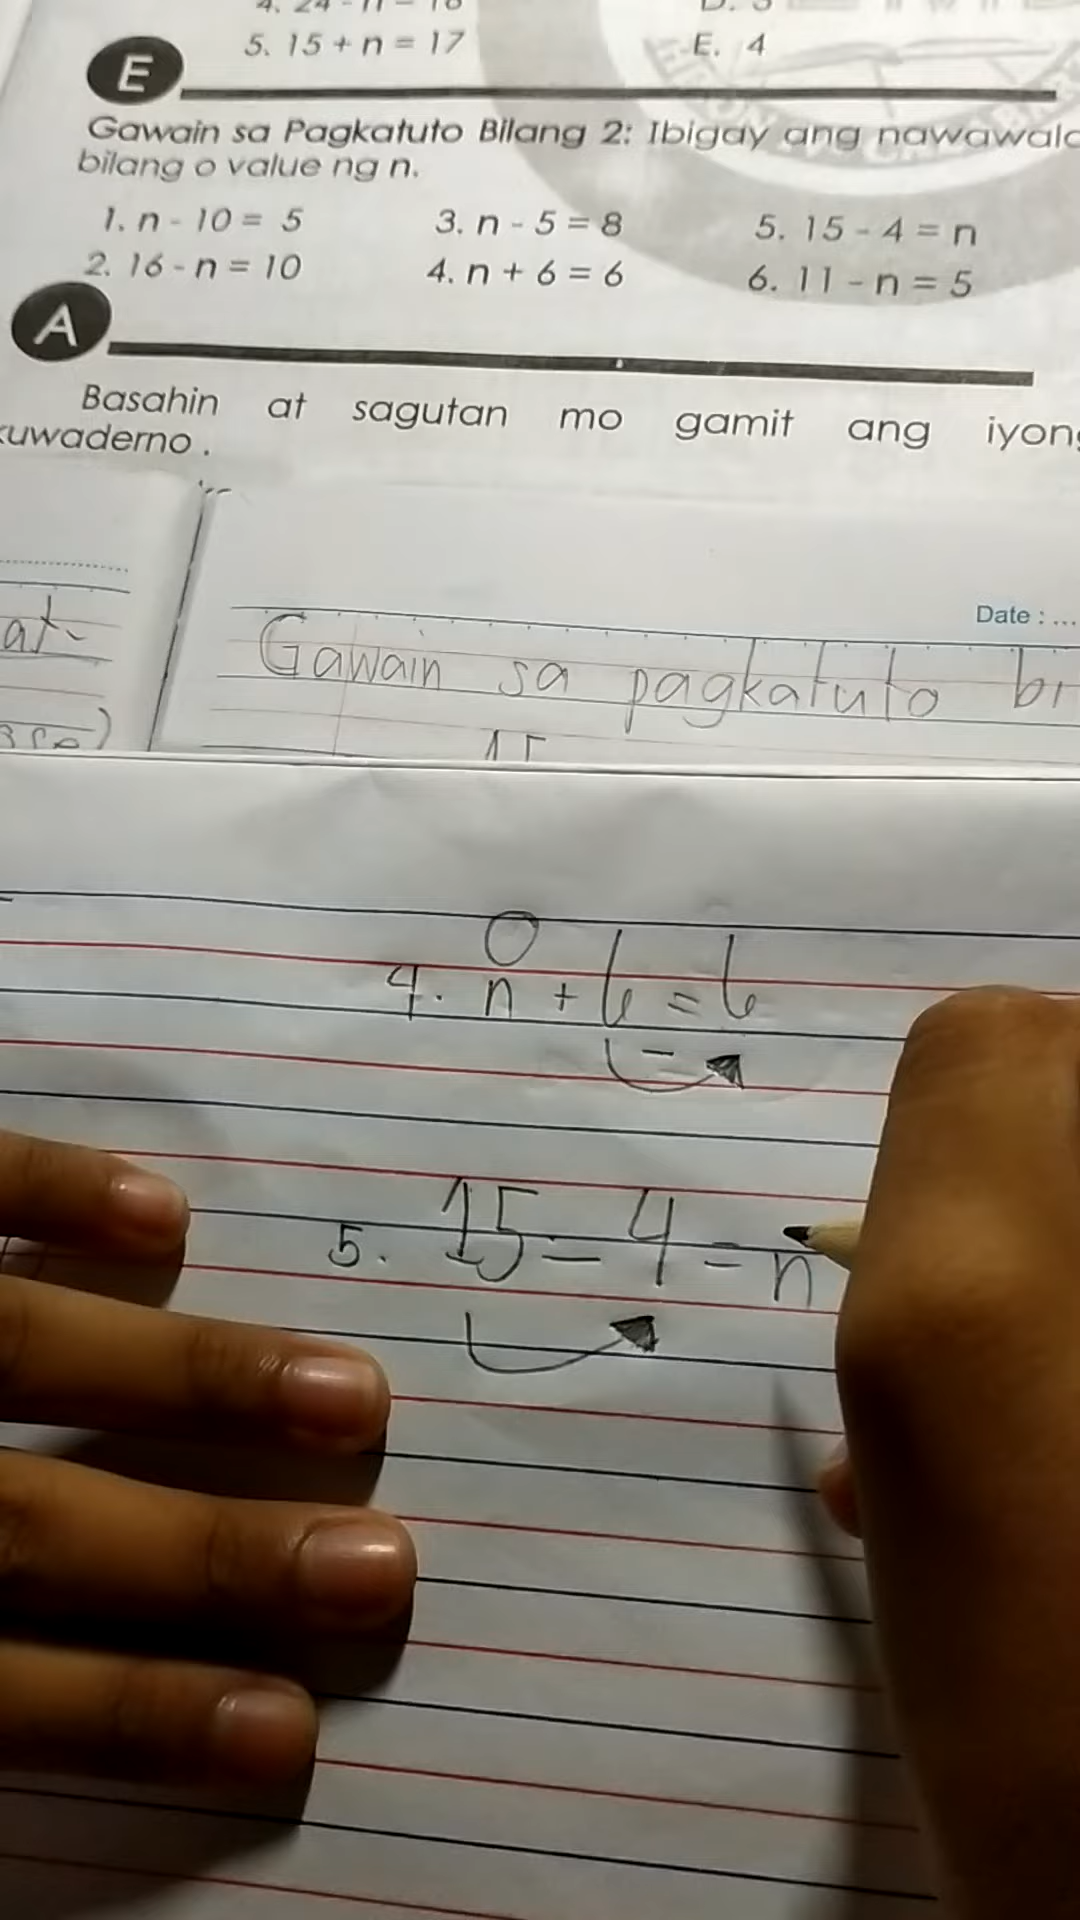 5. 15 + n = 17
E. 4
E
Gawain sa Pagkatuto Bilang 2: Ibigay ang
bilang o value ng n.
1. n - 10 = 5
3. n - 5 = 8
5. 15 - 4 = n
2. 16 - n = 10
4. n + 6 = 6
6. 11 - n = 5
A
Basahin at sagutan mo gamit ang
.
Date : ...
Gawain sa pagkatuto
0
4. n + 6 = 6
-
5. 15 - 4 = n